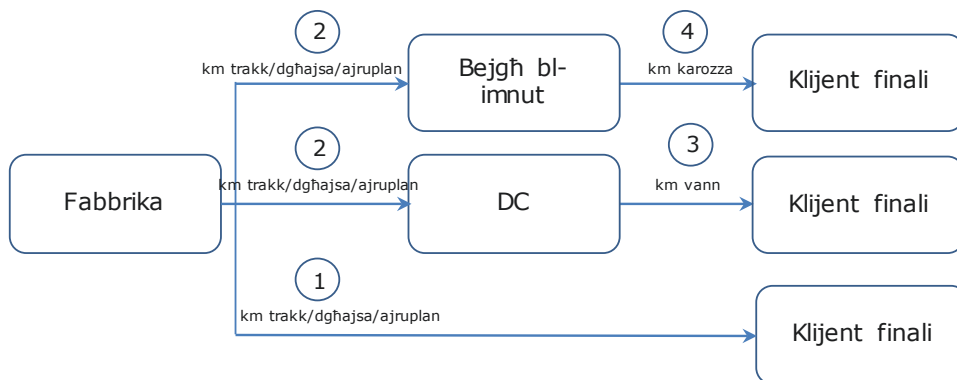 2
km trakk/dgħajsa/ajruplan
Bejgħ bl-
imnut
4
km karozza
Klijent finali
Fabbrika
2
km trakk/dgħajsa/ajruplan
DC
3
km vann
Klijent finali
1
km trakk/dgħajsa/ajruplan
Klijent finali